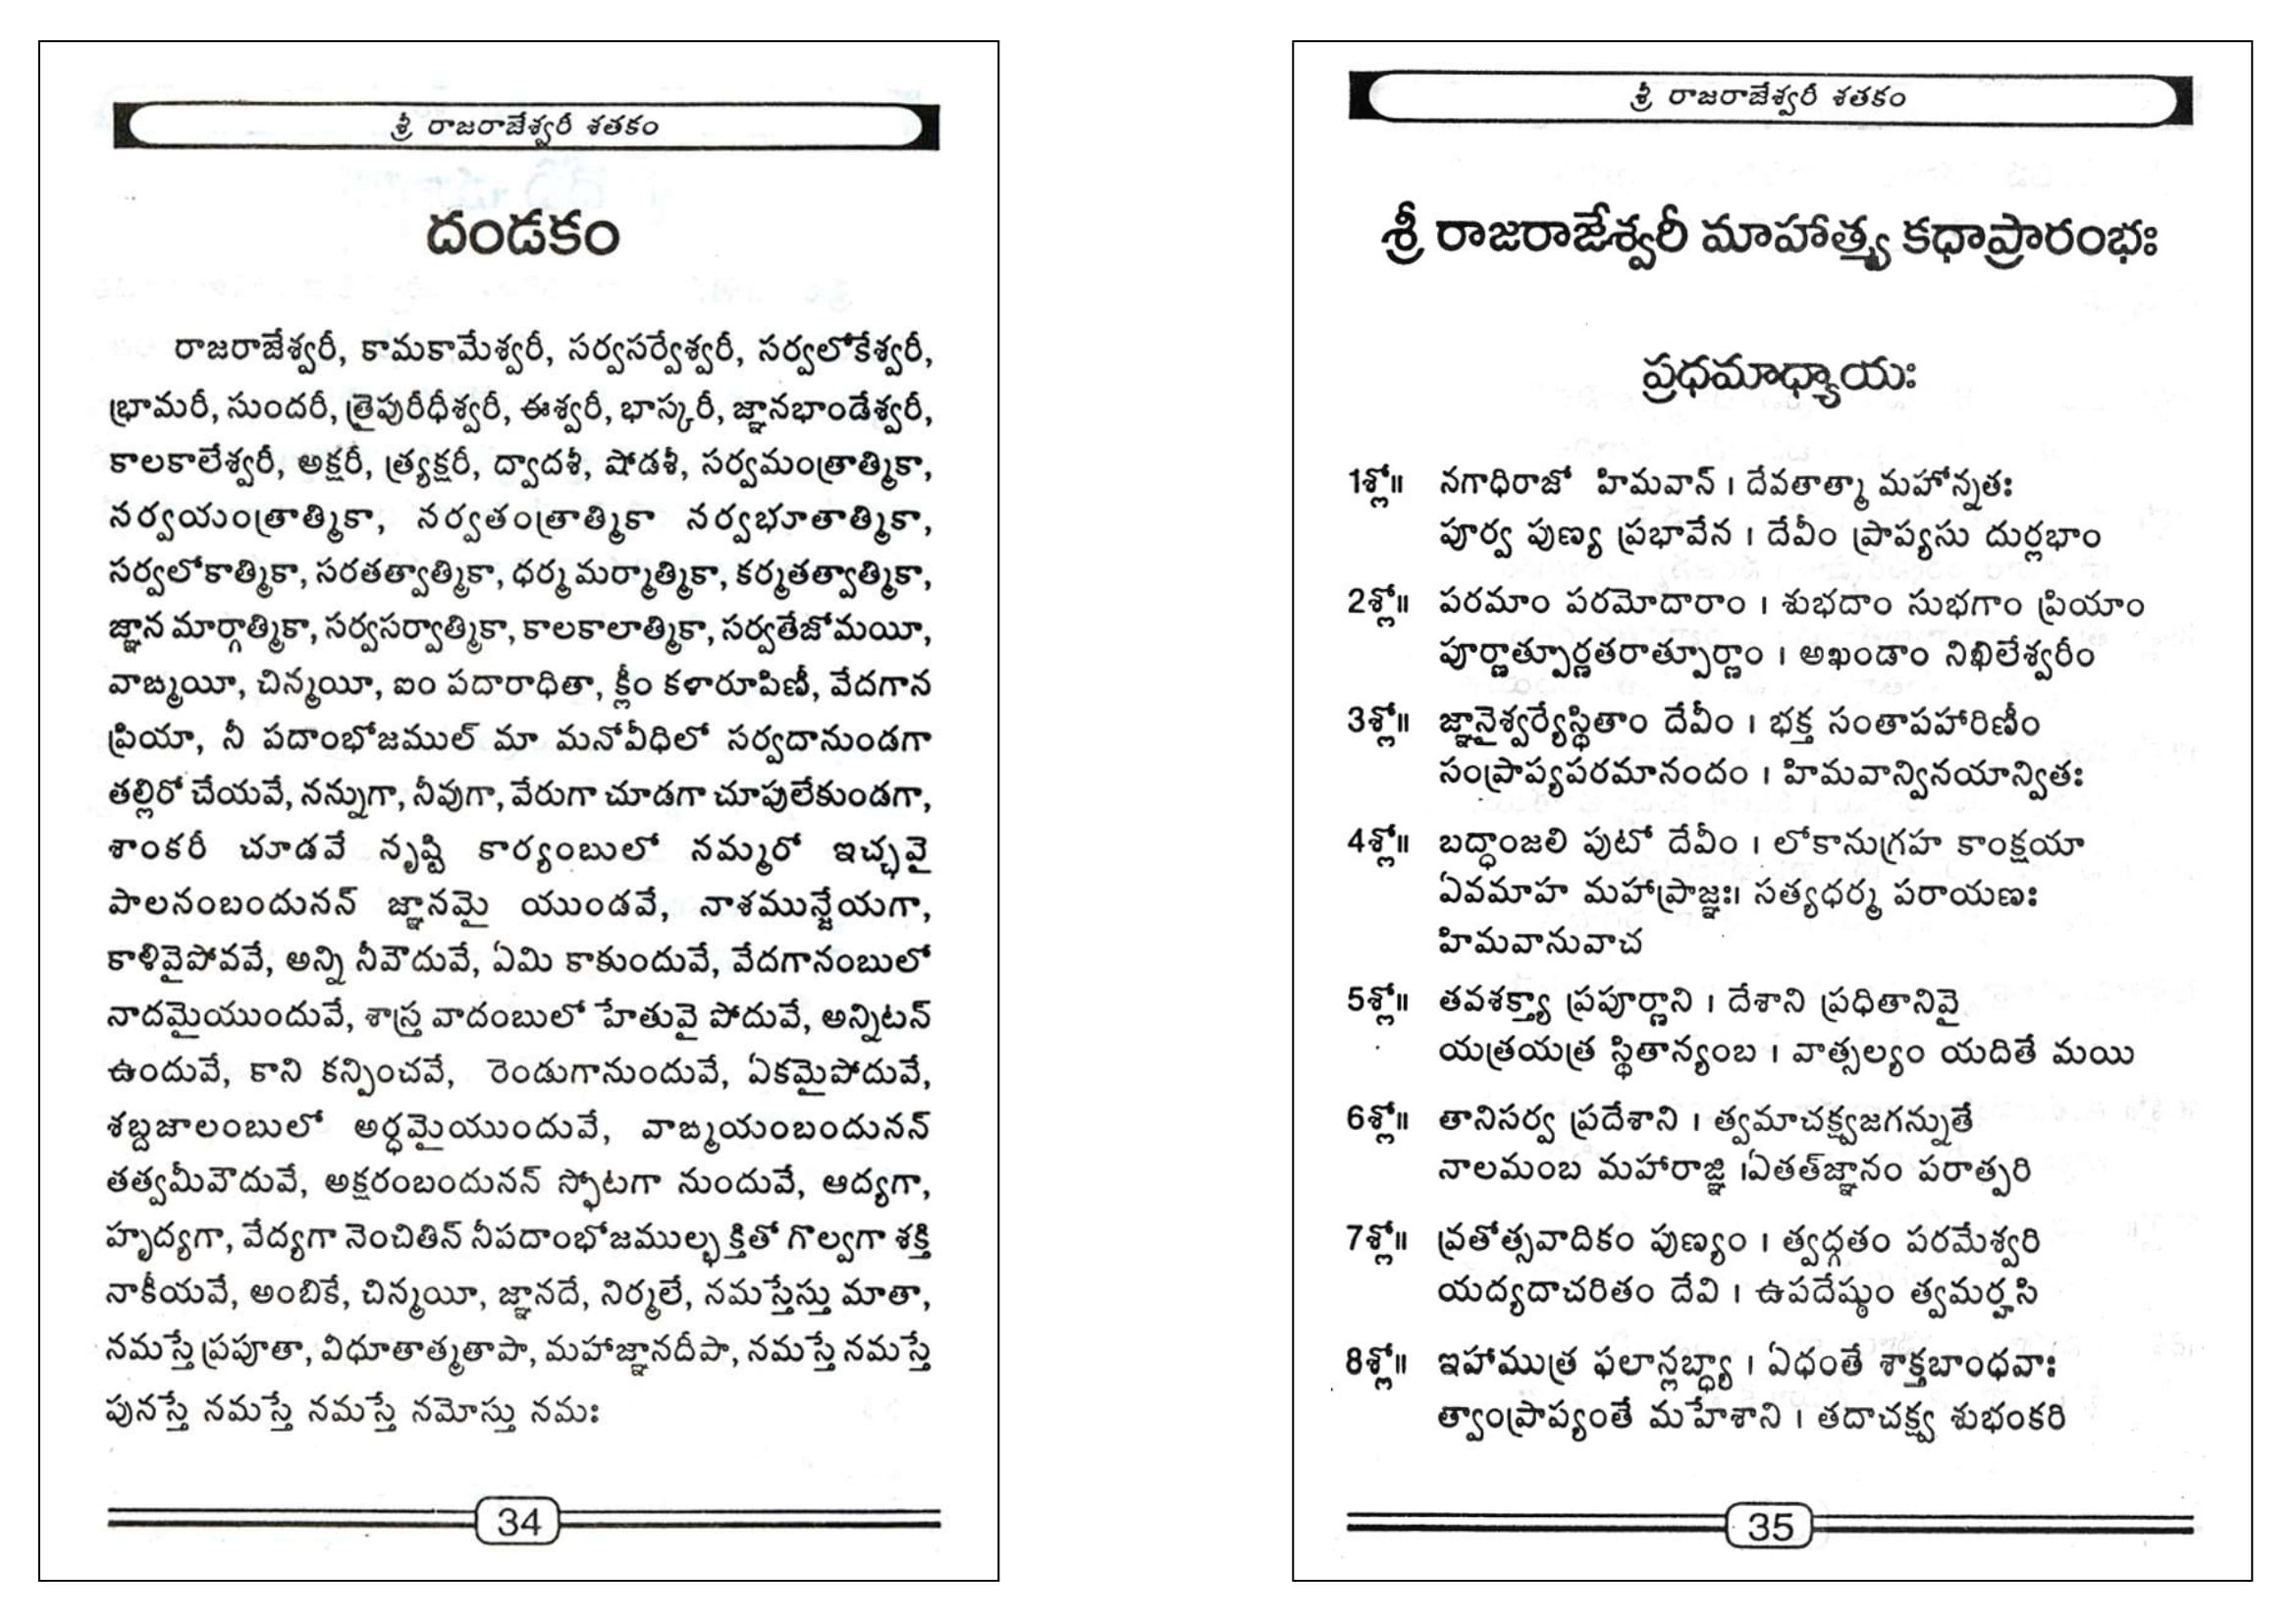 శ్రీ రాజరాజేశ్వరీ శతకం
దండకం
రాజరాజేశ్వరీ, కామకామేశ్వరీ, సర్వసర్వేశ్వరీ, సర్వలోకేశ్వరీ,
భ్రామరీ, సుందరీ, త్రైపురీధీశ్వరీ, ఈశ్వరీ, భాస్కరీ, జ్ఞానభాండేశ్వరీ,
కాలకాలేశ్వరీ, అక్షరీ, త్ర్యక్షరీ, ద్వాదశీ, షోడశీ, సర్వమంత్రాత్మికా,
నర్వయంత్రాత్మికా, నర్వతంత్రాత్మికా నర్వభూతాత్మికా,
సర్వలోకాత్మికా, సరతత్వాత్మికా, ధర్మ మర్మాత్మికా, కర్మతత్వాత్మికా,
జ్ఞాన మార్గాత్మికా, సర్వసర్వాత్మికా, కాలకాలాత్మికా, సర్వతేజోమయీ,
వాఙ్మయీ, చిన్మయీ, ఐం పదారాధితా, క్లీం కళారూపిణీ, వేదగాన
ప్రియా, నీ పదాంభోజముల్ మా మనోవీధిలో సర్వదానుండగా
తల్లిరో చేయవే, నన్నుగా, నీవుగా, వేరుగా చూడగా చూపులేకుండగా,
శాంకరీ చూడవే నృష్టి కార్యంబులో నమ్మరో ఇచ్ఛవై
పాలనంబందునన్ జ్ఞానమై యుండవే, నాశమున్జేయగా,
కాళివైపోవవే, అన్ని నీవౌదువే, ఏమి కాకుందువే, వేదగానంబులో
నాదమైయుందువే, శాస్త్ర వాదంబులో హేతువై పోదువే, అన్నిటన్
ఉందువే, కాని కన్పించవే, రెండుగానుందువే, ఏకమైపోదువే,
శబ్దజాలంబులో అర్ధమైయుందువే, వాఙ్మయంబందునన్
తత్వమీవౌదువే, అక్షరంబందునన్ స్ఫోటగా నుందువే, ఆద్యగా,
హృద్యగా, వేద్యగా నెంచితిన్ నీపదాంభోజముల్భ క్తితో గొల్వగా శక్తి
నాకీయవే, అంబికే, చిన్మయీ, జ్ఞానదే, నిర్మలే, నమస్తేస్తు మాతా,
నమస్తే ప్రపూతా, విధూతాత్మతాపా, మహాజ్ఞానదీపా, నమస్తే నమస్తే
పునస్తే నమస్తే నమస్తే నమోస్తు నమః
34
శ్రీ రాజరాజేశ్వరీ శతకం
శ్రీ రాజరాజేశ్వరీ మాహాత్మ్య కధాప్రారంభః
ప్రధమాధ్యాయః
1శ్లో॥ నగాధిరాజో హిమవాన్ । దేవతాత్మా మహోన్నతః
పూర్వ పుణ్య ప్రభావేన । దేవీం ప్రాప్యసు దుర్లభాం
2శ్లో॥ పరమాం పరమోదారాం । శుభదాం సుభగాం ప్రియాం
పూర్ణాత్పూర్ణతరాత్పూర్ణాం । అఖండాం నిఖిలేశ్వరీం
3శ్లో॥ జ్ఞానైశ్వర్యేస్థితాం దేవీం । భక్త సంతాపహారిణీం
సంప్రాప్యపరమానందం । హిమవాన్వినయాన్వితః
4శ్లో॥ బద్ధాంజలి పుటో దేవీం । లోకానుగ్రహ కాంక్షయా
ఏవమాహ మహాప్రాజ్ఞః। సత్యధర్మ పరాయణః
హిమవానువాచ
5శ్లో॥ తవశక్త్యా ప్రపూర్ణాని । దేశాని ప్రధితానివై
యత్రయత్ర స్థితాన్యంబ । వాత్సల్యం యదితే మయి
6శ్లో॥ తానిసర్వ ప్రదేశాని । త్వమాచక్ష్వజగన్నుతే
నాలమంబ మహారాజ్ఞి ।ఏతత్‌జ్ఞానం పరాత్పరి
7శ్లో॥ వ్రతోత్సవాదికం పుణ్యం । త్వద్గతం పరమేశ్వరి
యద్యదాచరితం దేవి । ఉపదేష్ఠుం త్వమర్హసి
8శ్లో॥ ఇహాముత్ర ఫలాన్లబ్ధ్యా । ఏధంతే శాక్తబాంధవాః
త్వాంప్రాప్యంతే మహేశాని । తదాచక్ష్వ శుభంకరి
35